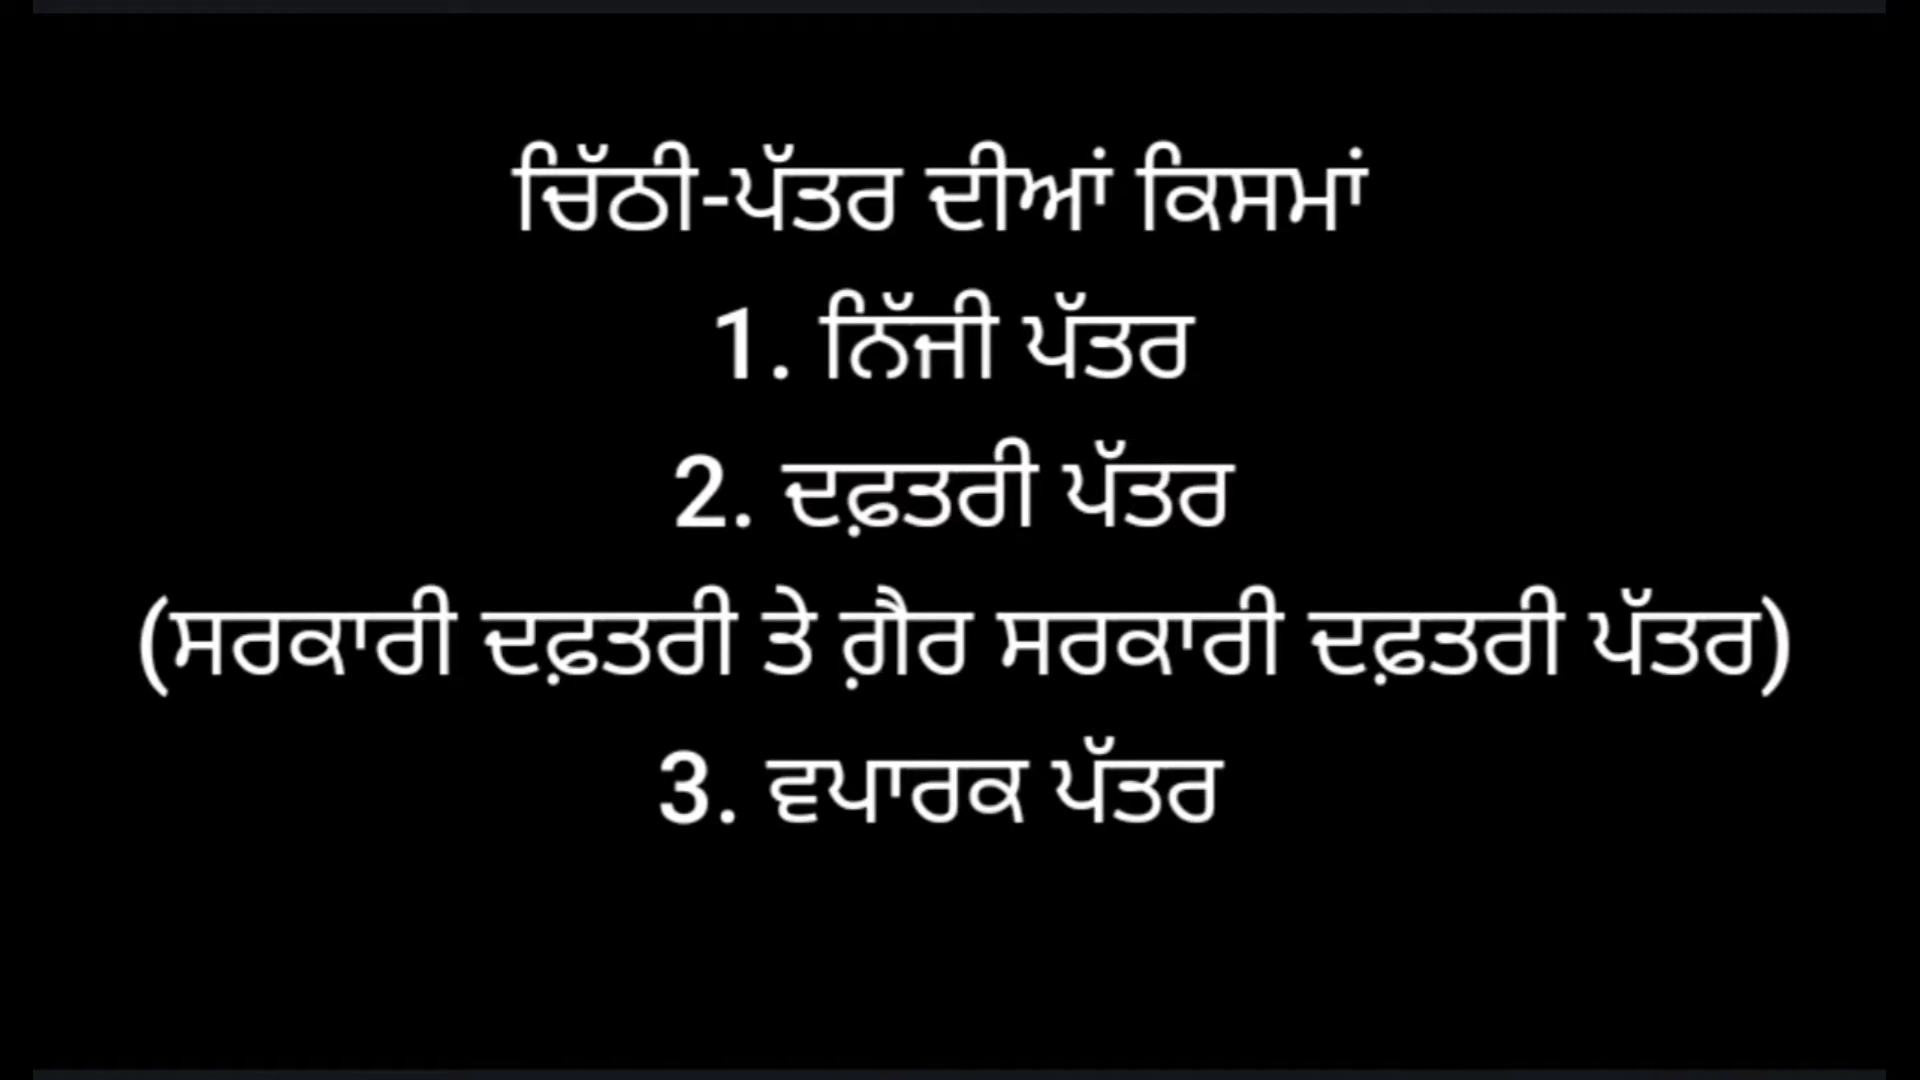 ਚਿੱਠੀ-ਪੱਤਰ ਦੀਆਂ ਕਿਸਮਾਂ
1. ਨਿੱਜੀ ਪੱਤਰ
2. ਦਫ਼ਤਰੀ ਪੱਤਰ
(ਸਰਕਾਰੀ ਦਫ਼ਤਰੀ ਤੇ ਗ਼ੈਰ ਸਰਕਾਰੀ ਦਫ਼ਤਰੀ ਪੱਤਰ)
3. ਵਪਾਰਕ ਪੱਤਰ